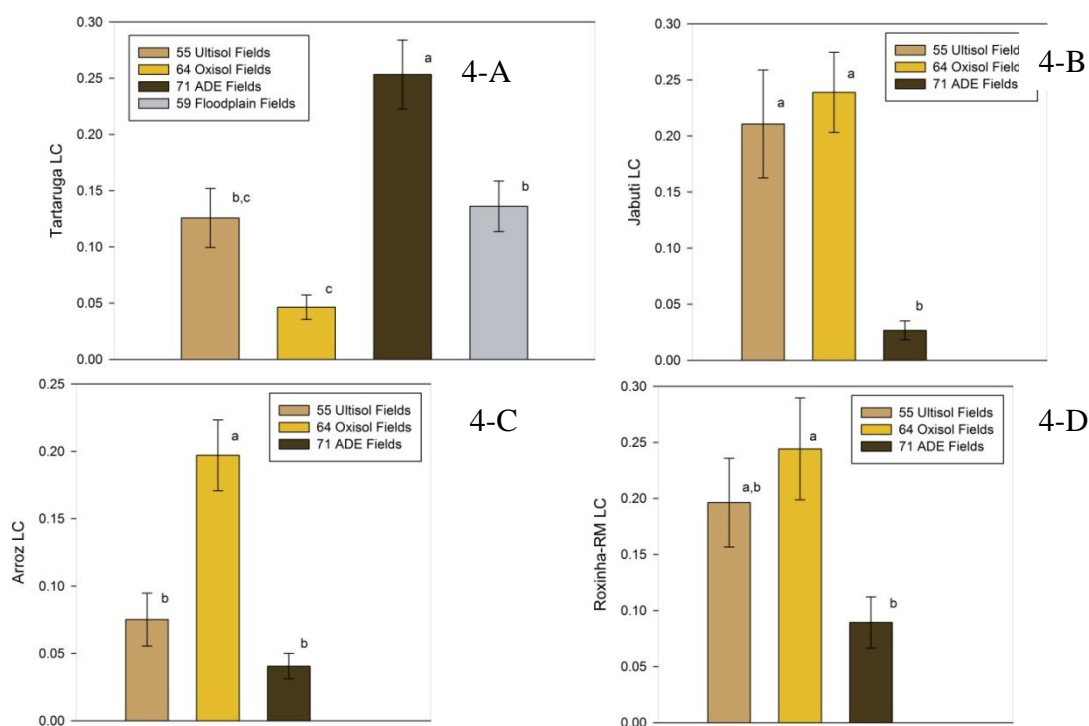 4-A
0.30
0.25
0.20
0.15
0.10
0.05
0.00
Tartaruga LC
55 Ultisol Fields
64 Oxisol Fields
71 ADE Fields
59 Floodplain Fields
b,c
c
a
b
4-B
0.30
0.25
0.20
0.15
0.10
0.05
0.00
Jabuti LC
55 Ultisol Field
64 Oxisol Field
71 ADE Fields
a
a
b
4-C
0.25
0.20
0.15
0.10
0.05
0.00
Arroz LC
55 Ultisol Fields
64 Oxisol Fields
71 ADE Fields
b
a
b
4-D
0.30
0.25
0.20
0.15
0.10
0.05
0.00
Roxinha-RM LC
55 Ultisol Fields
64 Oxisol Fields
71 ADE Fields
a,b
a
b